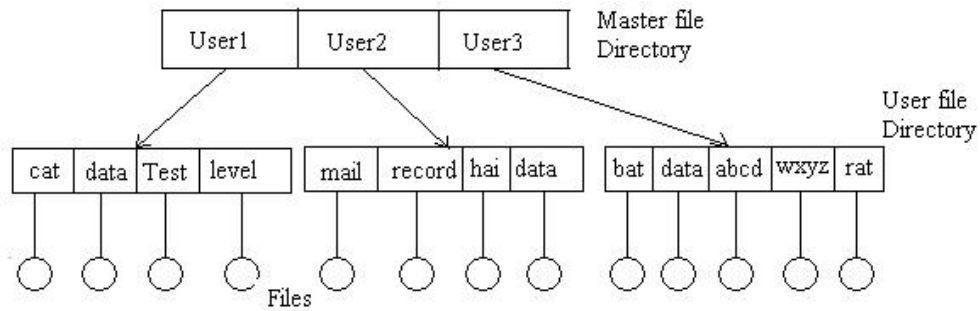 Master file
Directory
User1 User2 User3
User file
Directory
cat data Test level mail record hai data bat data abcd wxyz rat
Files